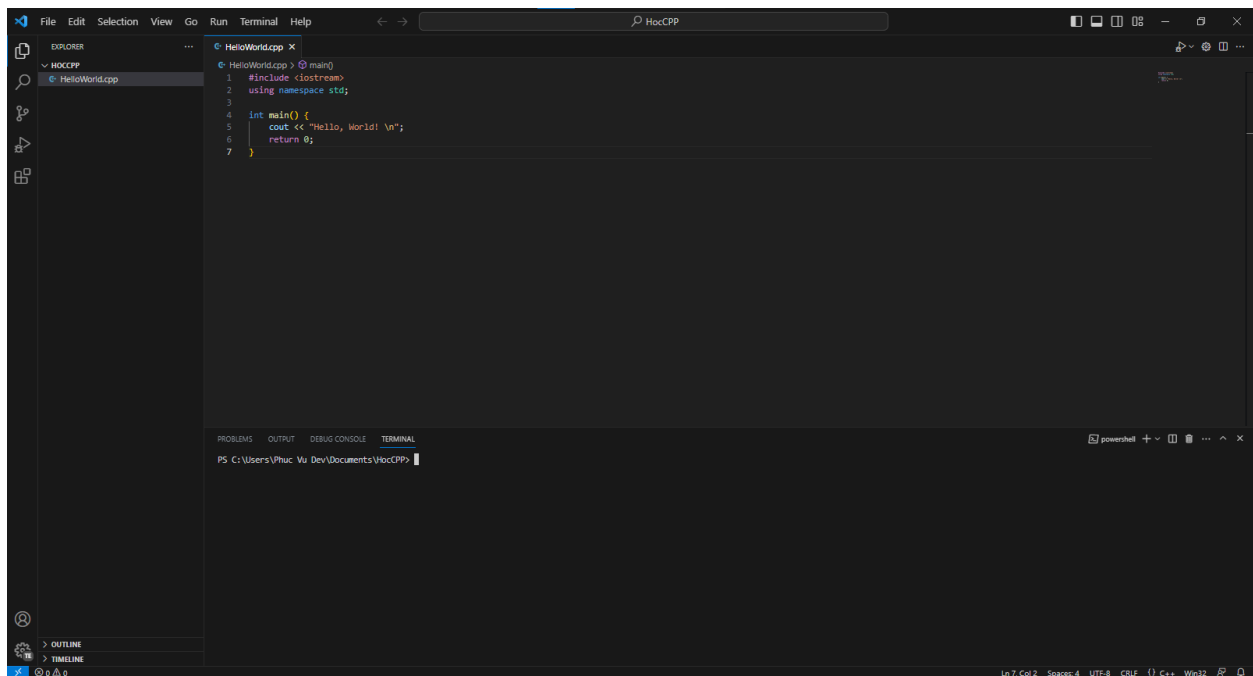 File Edit Selection View Go Run Terminal Help
HocCPP
EXPLORER
HOCCPP
HelloWorld.cpp
OUTLINE
TIMELINE
HelloWorld.cpp
HelloWorld.cpp > main()
1 #include <iostream>
2 using namespace std;
3
4 int main() {
5 cout << "Hello, World! \n";
6 return 0;
7 }
PROBLEMS OUTPUT DEBUG CONSOLE TERMINAL
powershell
PS C:\Users\Phuc Vu Dev\Documents\HocCPP>
TE
0 0
Ln 7, Col 2 Spaces: 4 UTF-8 CRLF {} C++ Win32